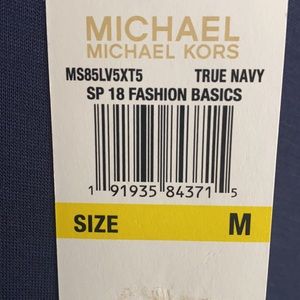 MICHAEL
MICHAEL KORS
MS85LV5XT5 TRUE NAVY
SP 18 FASHION BASICS
1 91935 84371 5
SIZE M